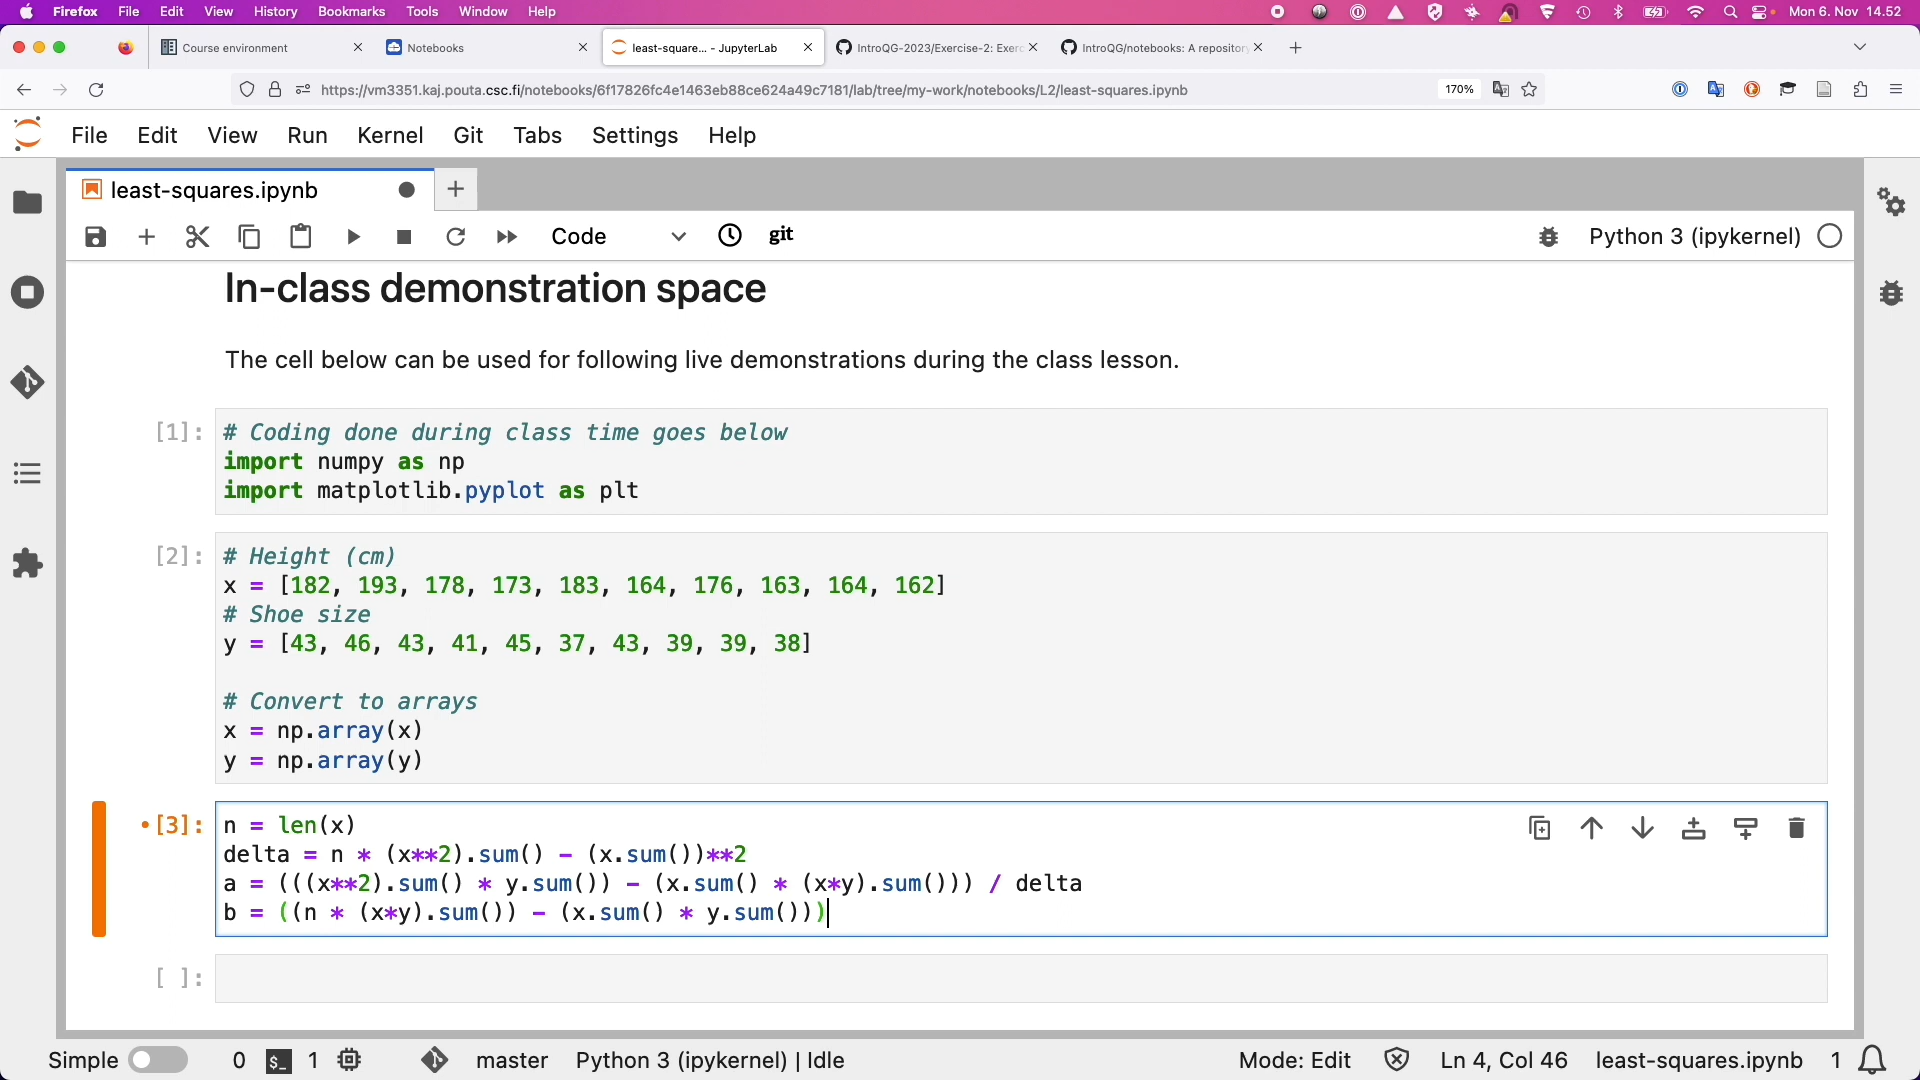 Firefox File Edit View History Bookmarks Tools Window Help Mon 6. Nov 14.52
Course environment
Notebooks
least-square... - JupyterLab
IntroQG-2023/Exercise-2: Exerc
IntroQG/notebooks: A repository
https://vm3351.kaj.pouta.csc.fi/notebooks/6f17826fc4e1463eb88ce624a49c7181/lab/tree/my-work/notebooks/L2/least-squares.ipynb
170%
File Edit View Run Kernel Git Tabs Settings Help
least-squares.ipynb
Code
git
Python 3 (ipykernel)
In-class demonstration space
The cell below can be used for following live demonstrations during the class lesson.
[1]: # Coding done during class time goes below
import numpy as np
import matplotlib.pyplot as plt
[2]: # Height (cm)
x = [182, 193, 178, 173, 183, 164, 176, 163, 164, 162]
# Shoe size
y = [43, 46, 43, 41, 45, 37, 43, 39, 39, 38]
# Convert to arrays
x = np.array(x)
y = np.array(y)
•[3]: n = len(x)
delta = n * (x**2).sum() - (x.sum())**2
a = (((x**2).sum() * y.sum()) - (x.sum() * (x*y).sum())) / delta
b = ((n * (x*y).sum()) - (x.sum() * y.sum()))
[ ]:
Simple 0 $_ 1 master Python 3 (ipykernel) | Idle Mode: Edit Ln 4, Col 46 least-squares.ipynb 1